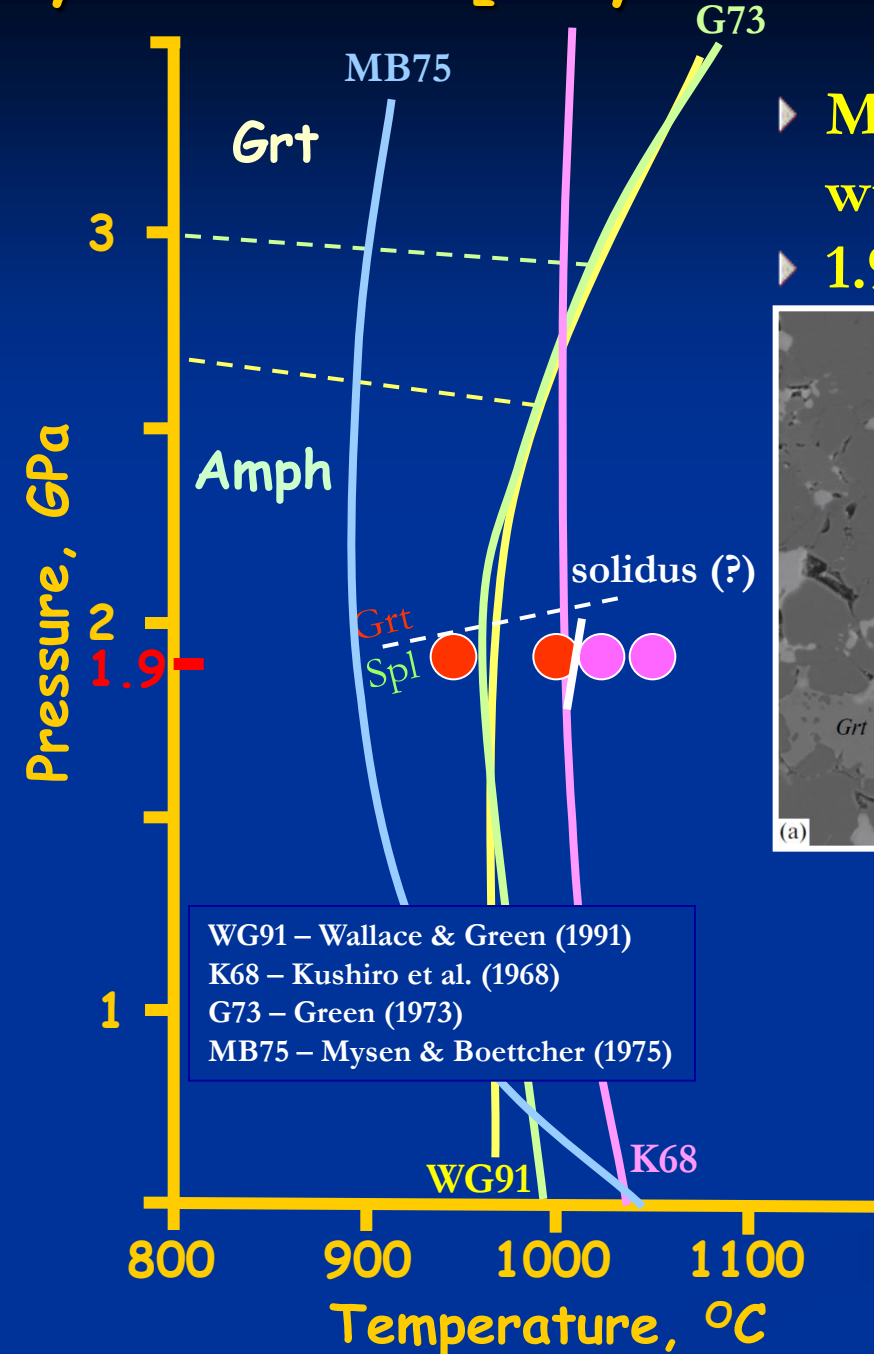 G73
MB75
Grt
M
3
1.9
Amph
Pressure, GPa
solidus (?)
Grt
2
1.9
Spl
Grt
(a)
WG91 – Wallace & Green (1991)
K68 – Kushiro et al. (1968)
G73 – Green (1973)
MB75 – Mysen & Boettcher (1975)
1
K68
WG91
800 900 1000 1100
Temperature, °C